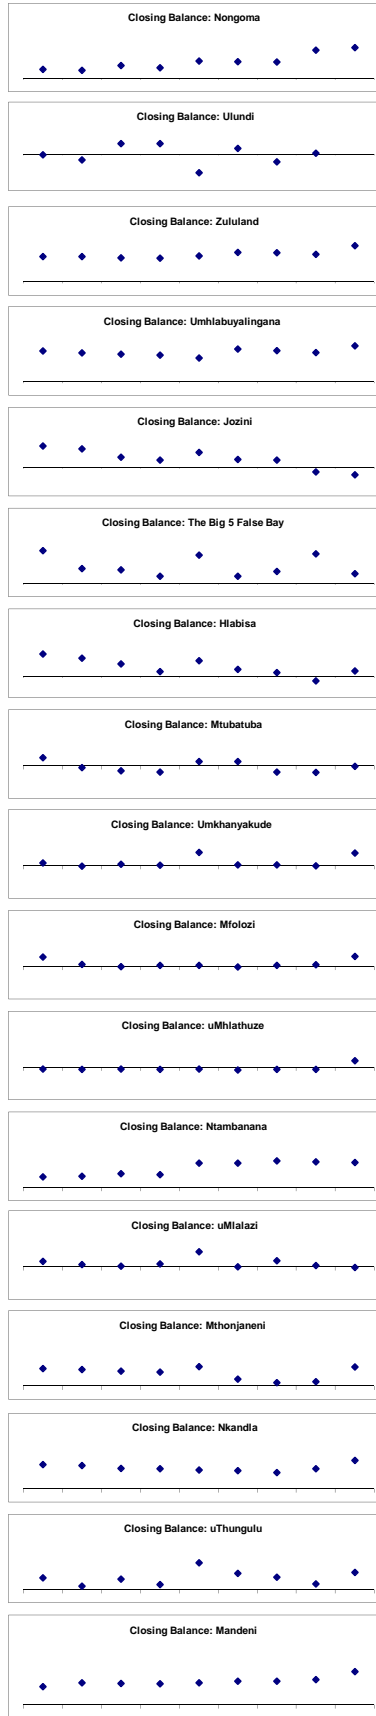 Closing Balance: Nongoma
Closing Balance: Ulundi
Closing Balance: Zululand
Closing Balance: Umhlabuyalingana
Closing Balance: Jozini
Closing Balance: The Big 5 False Bay
Closing Balance: Hlabisa
Closing Balance: Mtubatuba
Closing Balance: Umkhanyakude
Closing Balance: Mfolozi
Closing Balance: uMhlathuze
Closing Balance: Ntambanana
Closing Balance: uMlalazi
Closing Balance: Mthonjaneni
Closing Balance: Nkandla
Closing Balance: uThungulu
Closing Balance: Mandeni